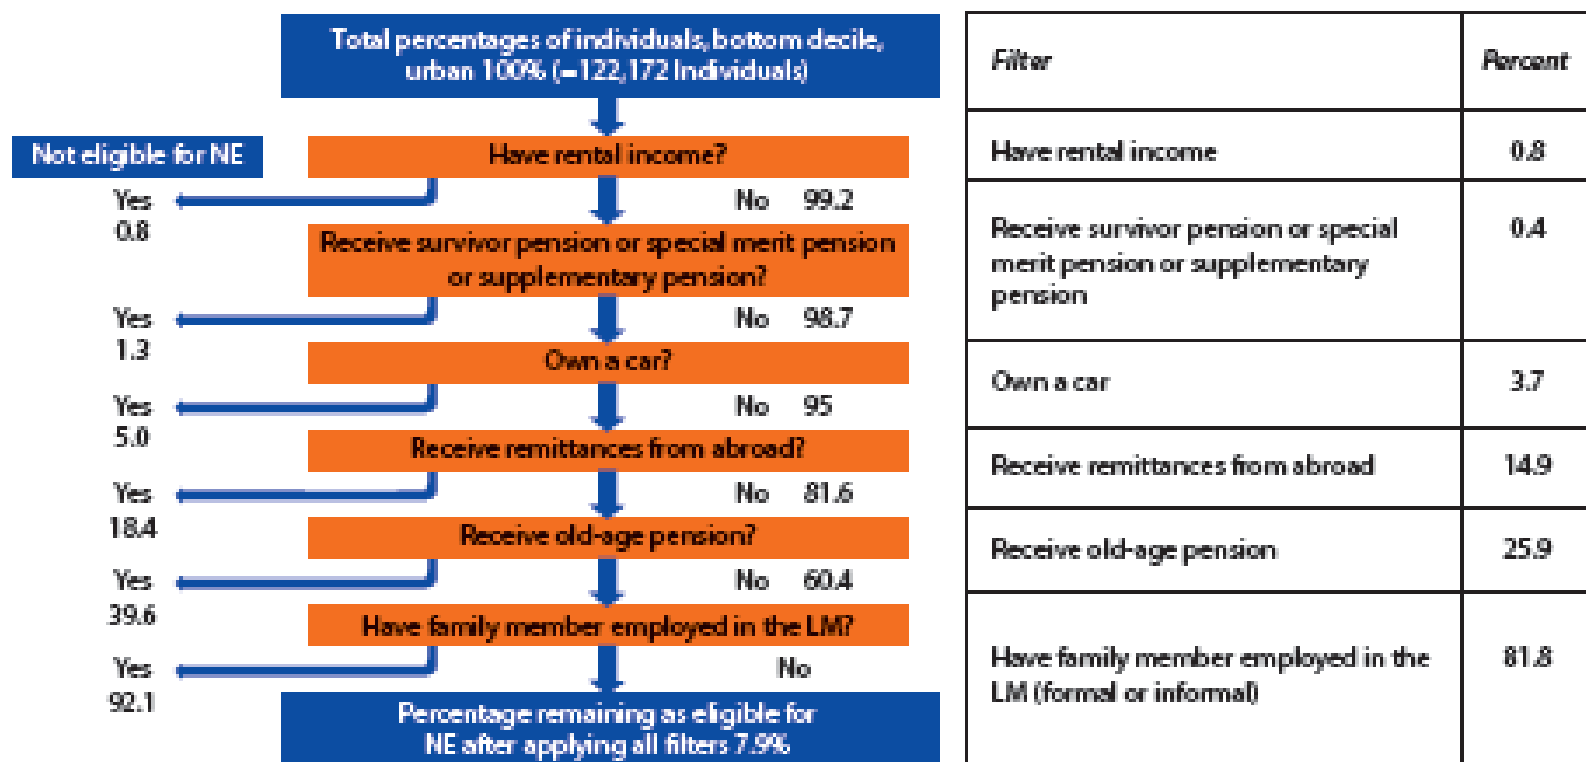 Total percentages of individuals, bottom decile,
urban 100% (=122,172 Individuals)
Not eligible for NE
Have rental income?
Yes
0.8
No 99.2
Receive survivor pension or special merit pension
or supplementary pension?
Yes
1.3
No 98.7
Own a car?
Yes
5.0
No 95
Receive remittances from abroad?
Yes
18.4
No 81.6
Receive old-age pension?
Yes
39.6
No 60.4
Have family member employed in the LM?
Yes
92.1
No
Percentage remaining as eligible for
NE after applying all filters 7.9%
Filter Percent
Have rental income 0.8
Receive survivor pension or special 0.4
merit pension or supplementary
pension
Own a car 3.7
Receive remittances from abroad 14.9
Receive old-age pension 25.9
Have family member employed in the 81.8
LM (formal or informal)